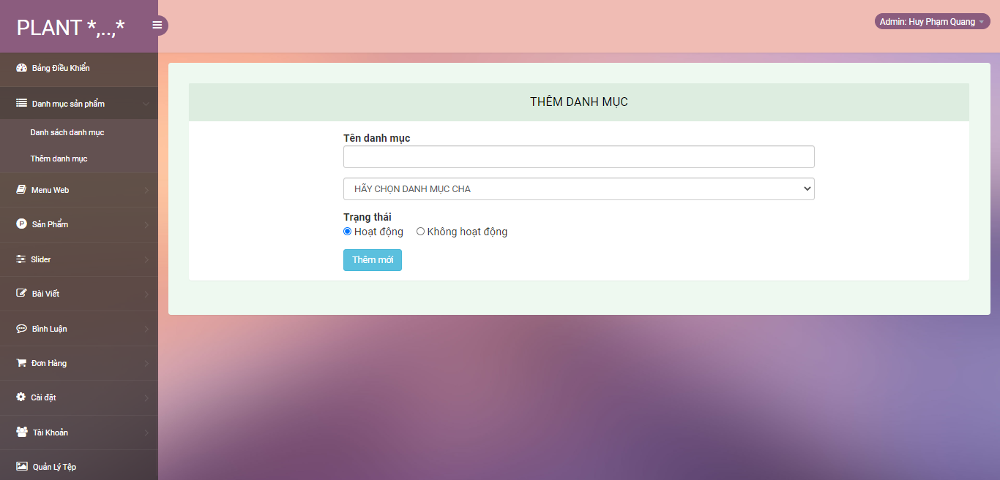 PLANT *,..,*
Admin: Huy Phạm Quang
Bảng Điều Khiển
Danh mục sản phẩm
Danh sách danh mục
Thêm danh mục
Menu Web
Sản Phẩm
Slider
Bài Viết
Bình Luận
Đơn Hàng
Cài đặt
Tài Khoản
Quản Lý Tệp
THÊM DANH MỤC
Tên danh mục
HÃY CHỌN DANH MỤC CHA
Trạng thái
Hoạt động Không hoạt động
Thêm mới